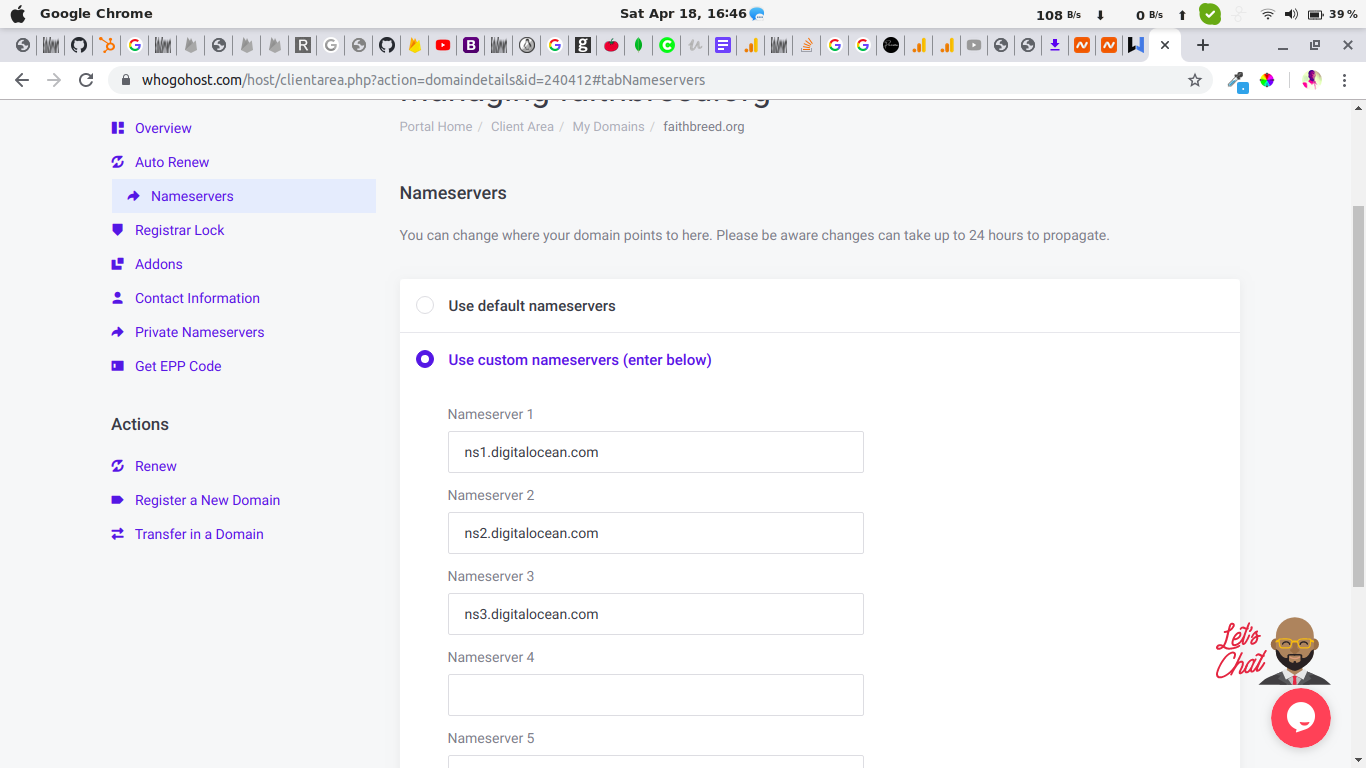 Google Chrome
Sat Apr 18, 16:46
108 B/s
0 B/s
39 %
whogohost.com/host/clientarea.php?action=domaindetails&id=240412#tabNameservers
Managing faithbreed.org
Portal Home / Client Area / My Domains / faithbreed.org
Overview
Auto Renew
Nameservers
Registrar Lock
Addons
Contact Information
Private Nameservers
Get EPP Code
Actions
Renew
Register a New Domain
Transfer in a Domain
Nameservers
You can change where your domain points to here. Please be aware changes can take up to 24 hours to propagate.
Use default nameservers
Use custom nameservers (enter below)
Nameserver 1
ns1.digitalocean.com
Nameserver 2
ns2.digitalocean.com
Nameserver 3
ns3.digitalocean.com
Nameserver 4
Nameserver 5
Let's
Chat